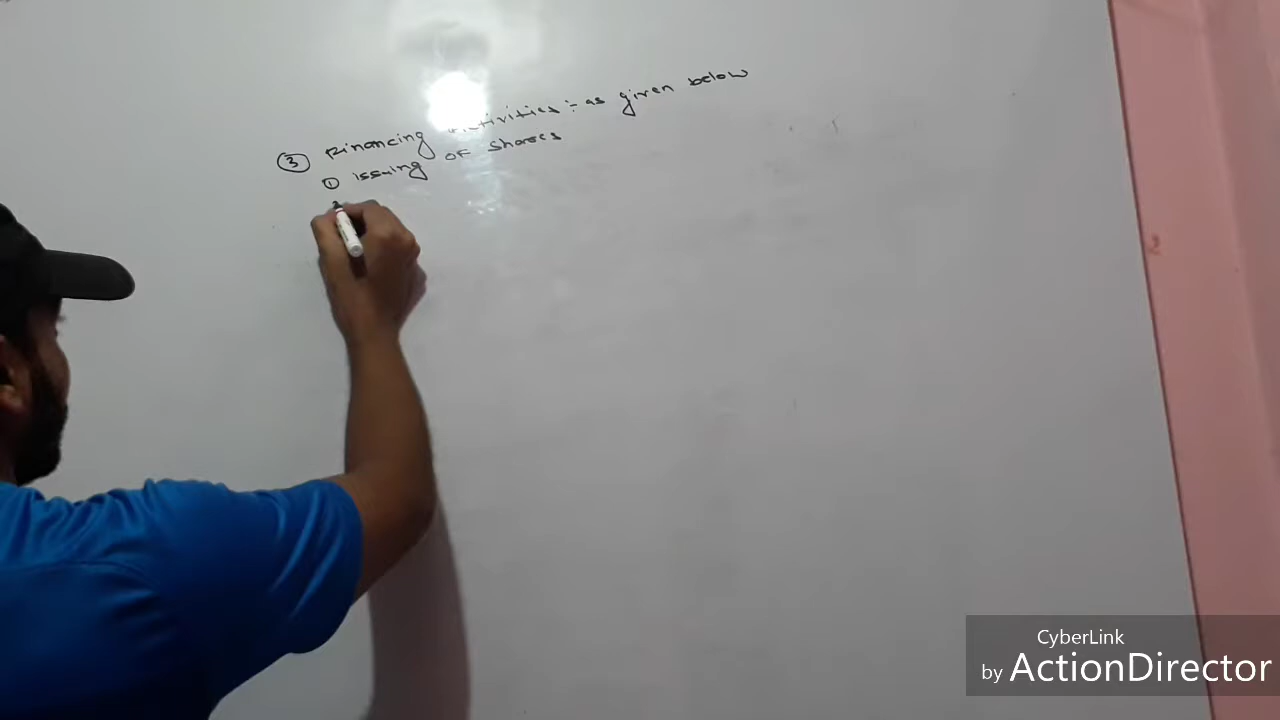 ③ Financing Activities :- as given below
① issuing of shares
CyberLink
by ActionDirector